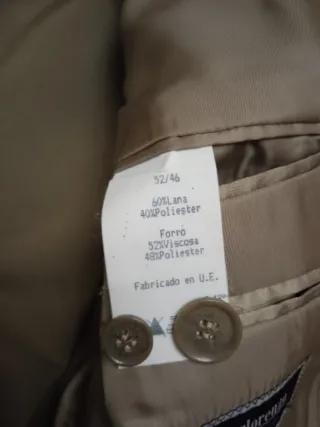 52/46
60%Lana
40%Poliester
Forro
52%Viscosa
48%Poliester
Fabricado en U.E.